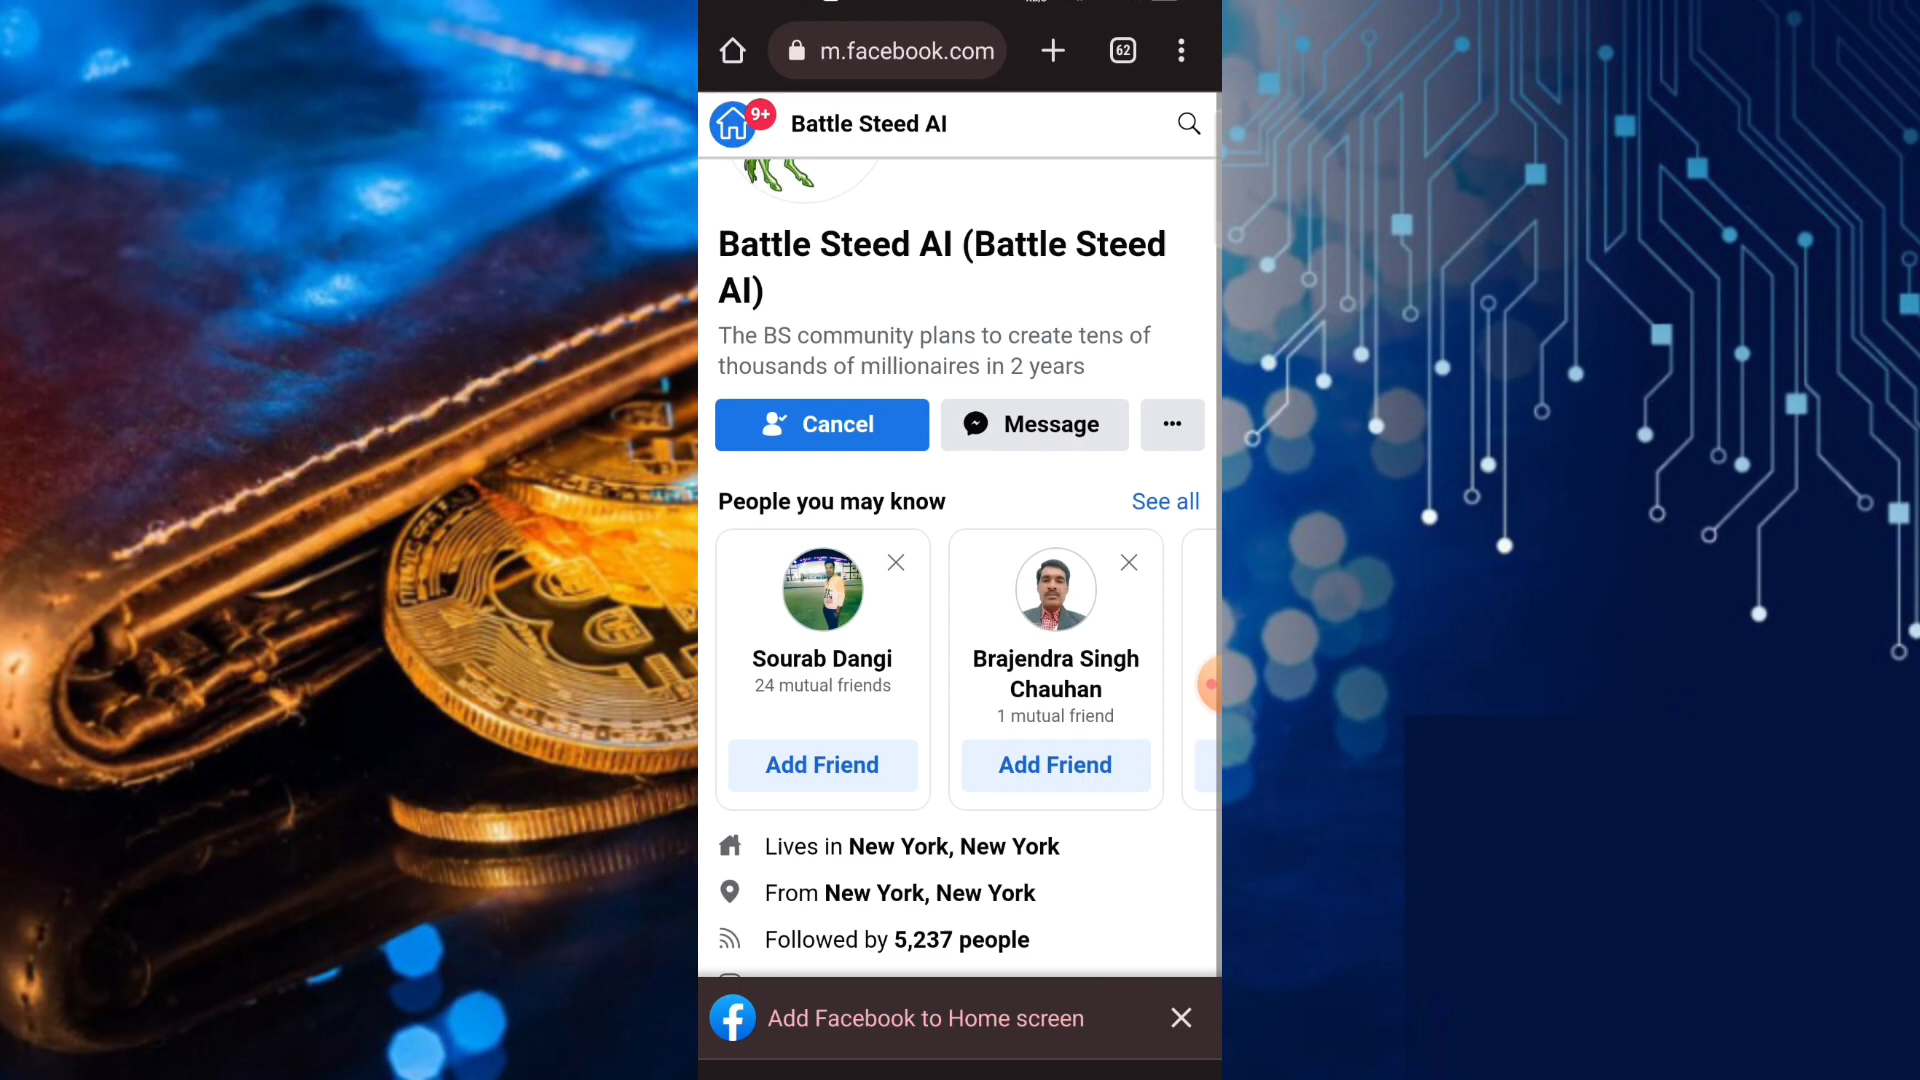 m.facebook.com
62
9+
Battle Steed AI
Battle Steed AI (Battle Steed
AI)
The BS community plans to create tens of
thousands of millionaires in 2 years
Cancel
Message
People you may know
See all
Sourab Dangi
24 mutual friends
Add Friend
Brajendra Singh
Chauhan
1 mutual friend
Add Friend
Lives in New York, New York
From New York, New York
Followed by 5,237 people
Add Facebook to Home screen